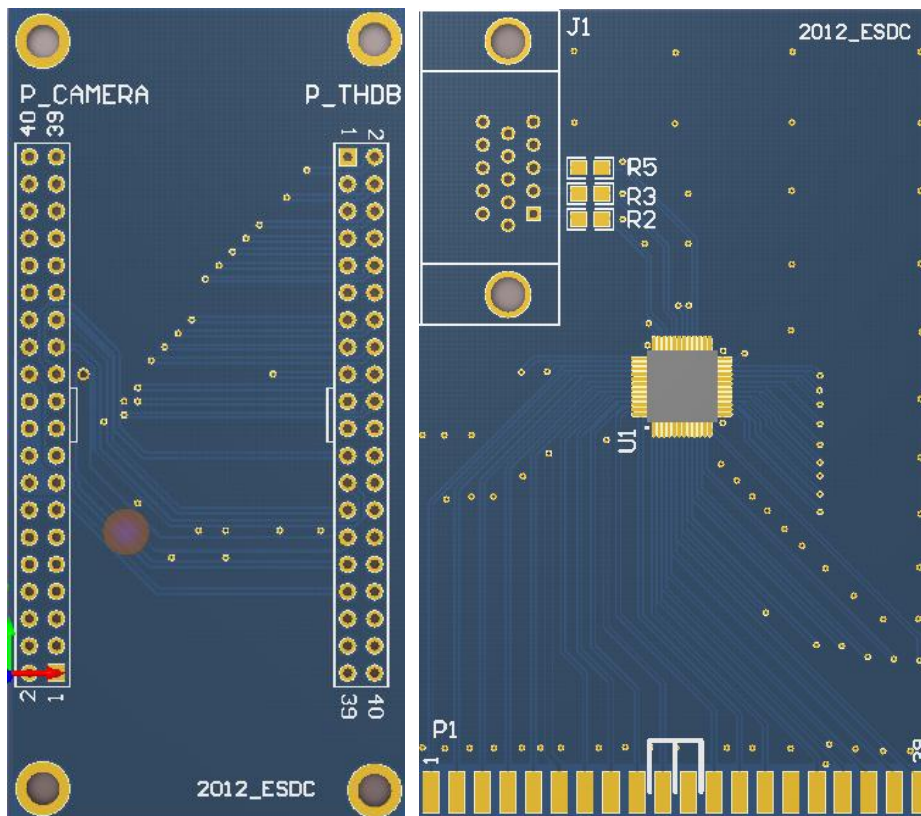 P_CAMERA
P_THDB
40 39
1 2
2 1
39 40
2012_ESDC
J1
2012_ESDC
R5
R3
R2
U1
P1
1
39